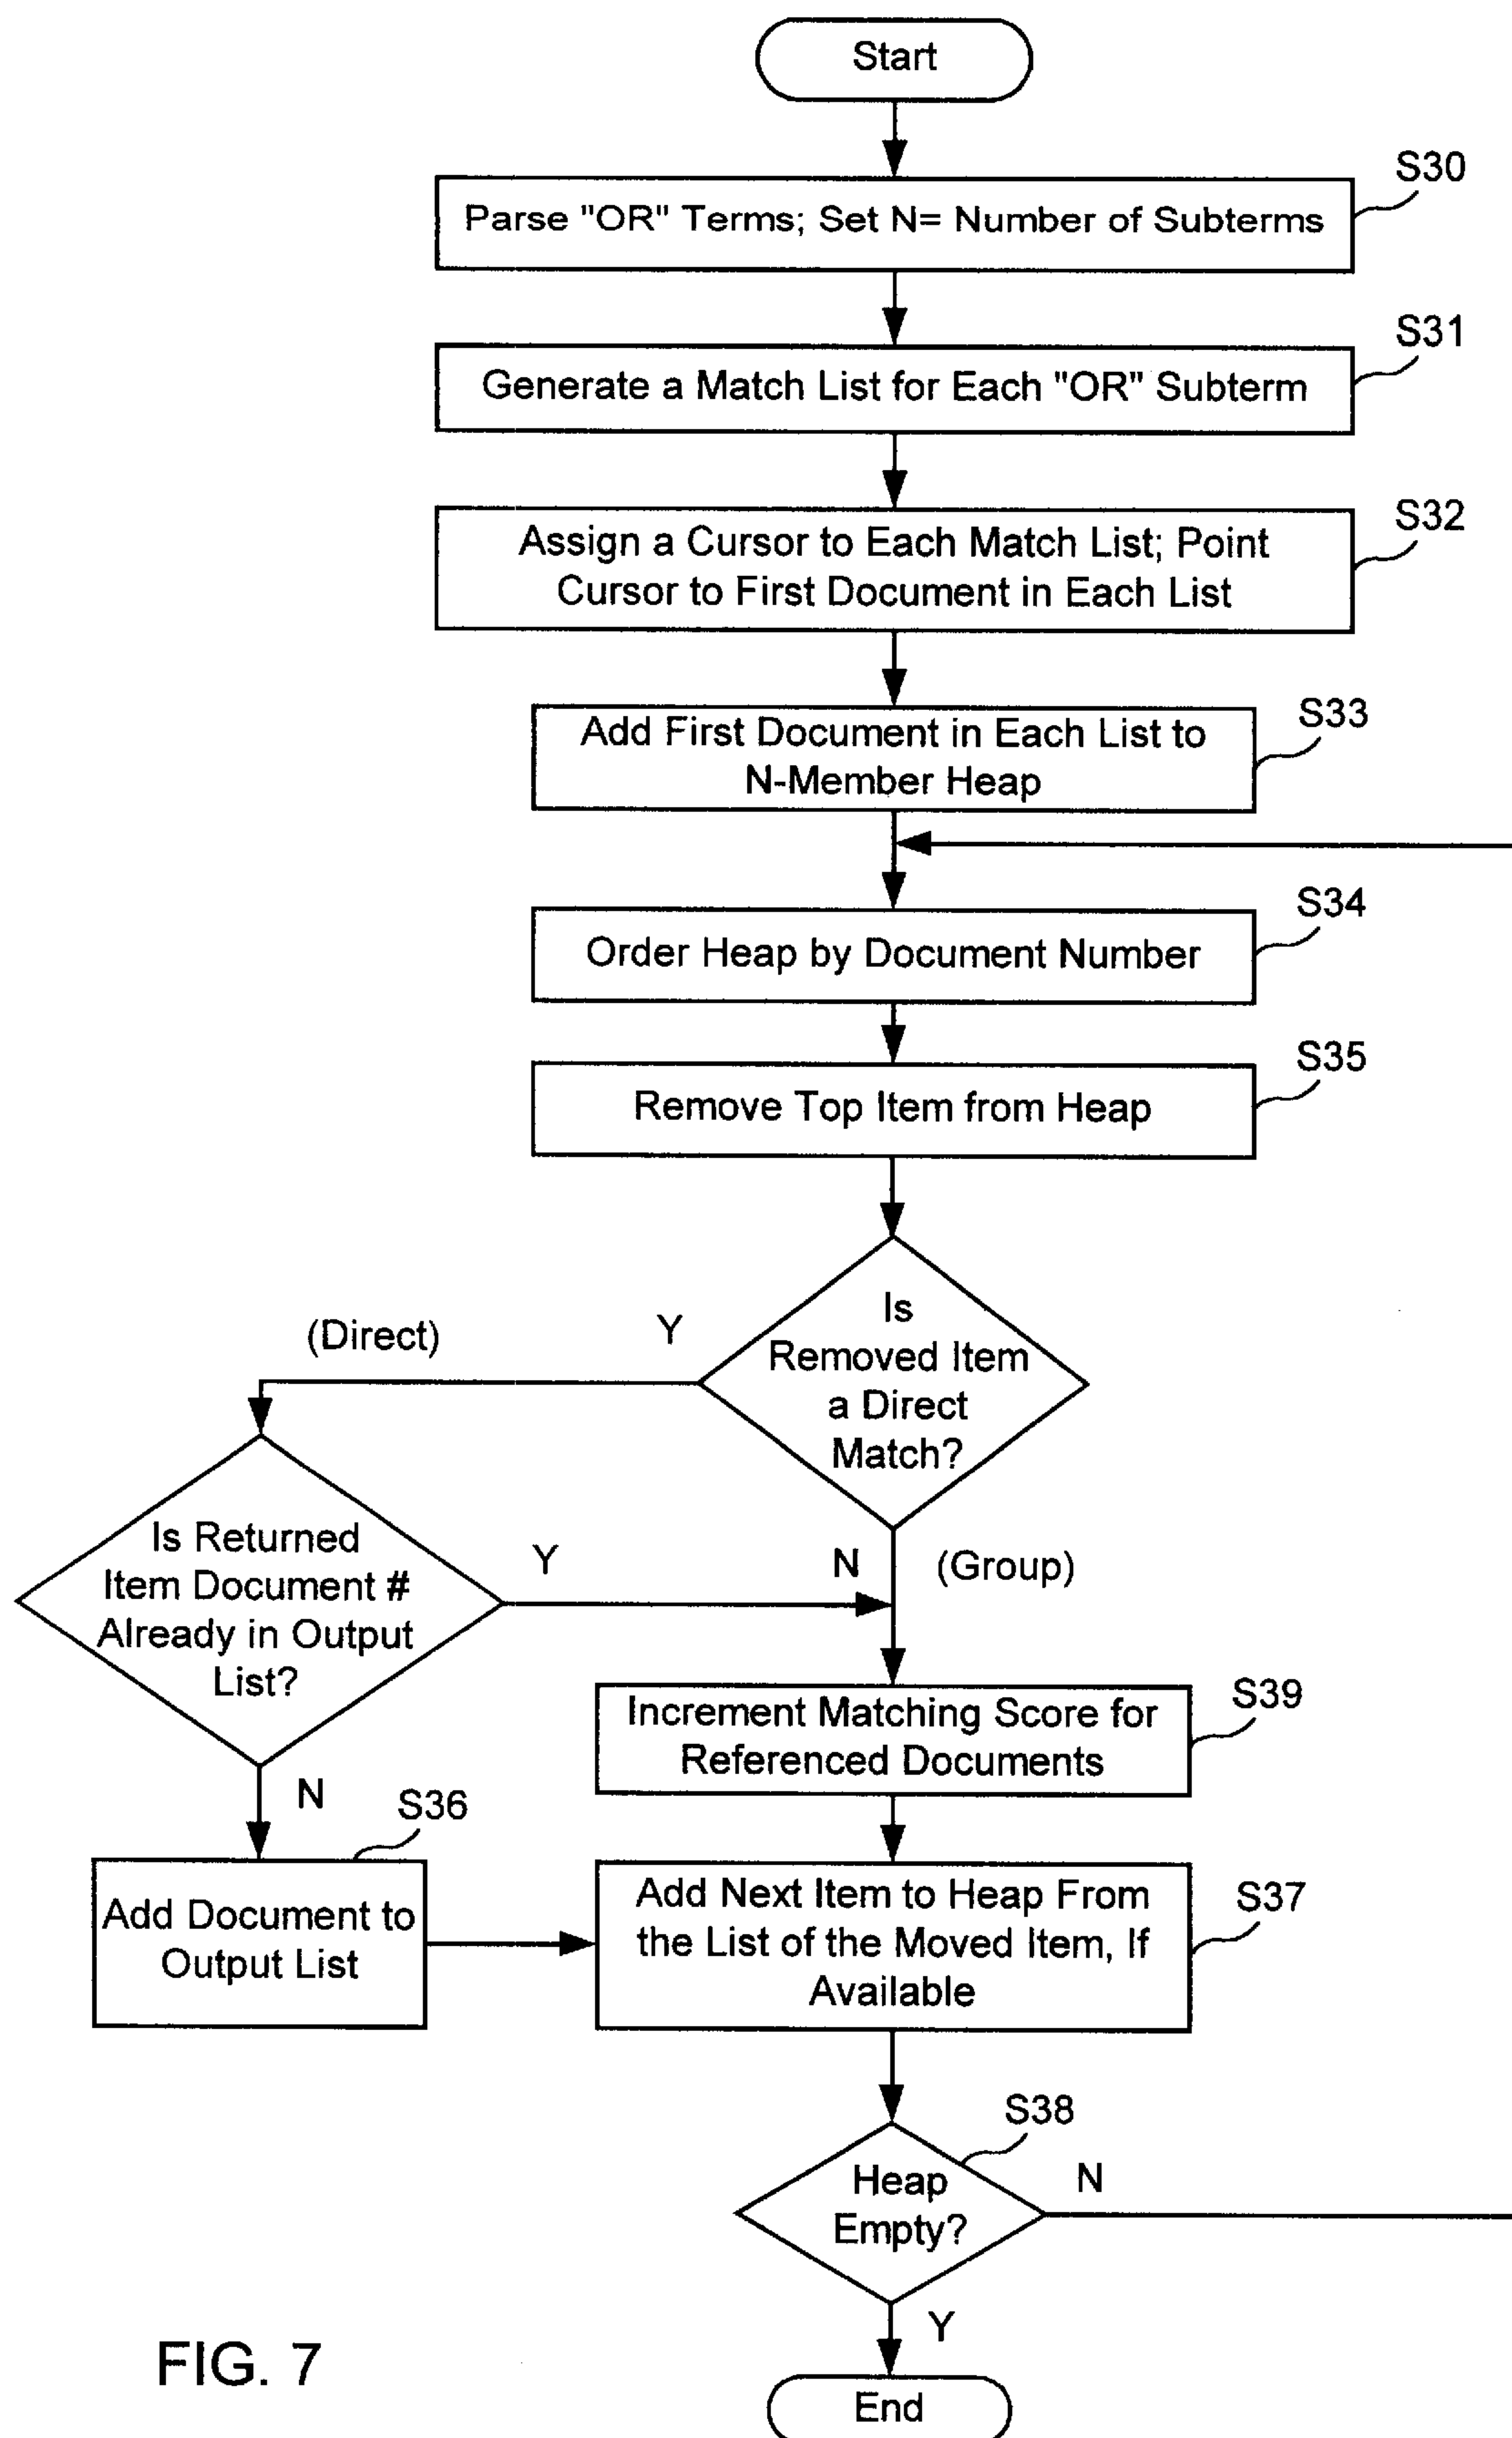 Start
S30
Parse "OR" Terms; Set N= Number of Subterms
S31
Generate a Match List for Each "OR" Subterm
S32
Assign a Cursor to Each Match List; Point
Cursor to First Document in Each List
S33
Add First Document in Each List to
N-Member Heap
S34
Order Heap by Document Number
S35
Remove Top Item from Heap
Is
Removed Item
a Direct
Match?
(Direct)
Y
Is Returned
Item Document #
Already in Output
List?
Y
N
(Group)
S39
Increment Matching Score for
Referenced Documents
N
S36
Add Document to
Output List
S37
Add Next Item to Heap From
the List of the Moved Item, If
Available
S38
Heap
Empty?
N
Y
End
FIG. 7